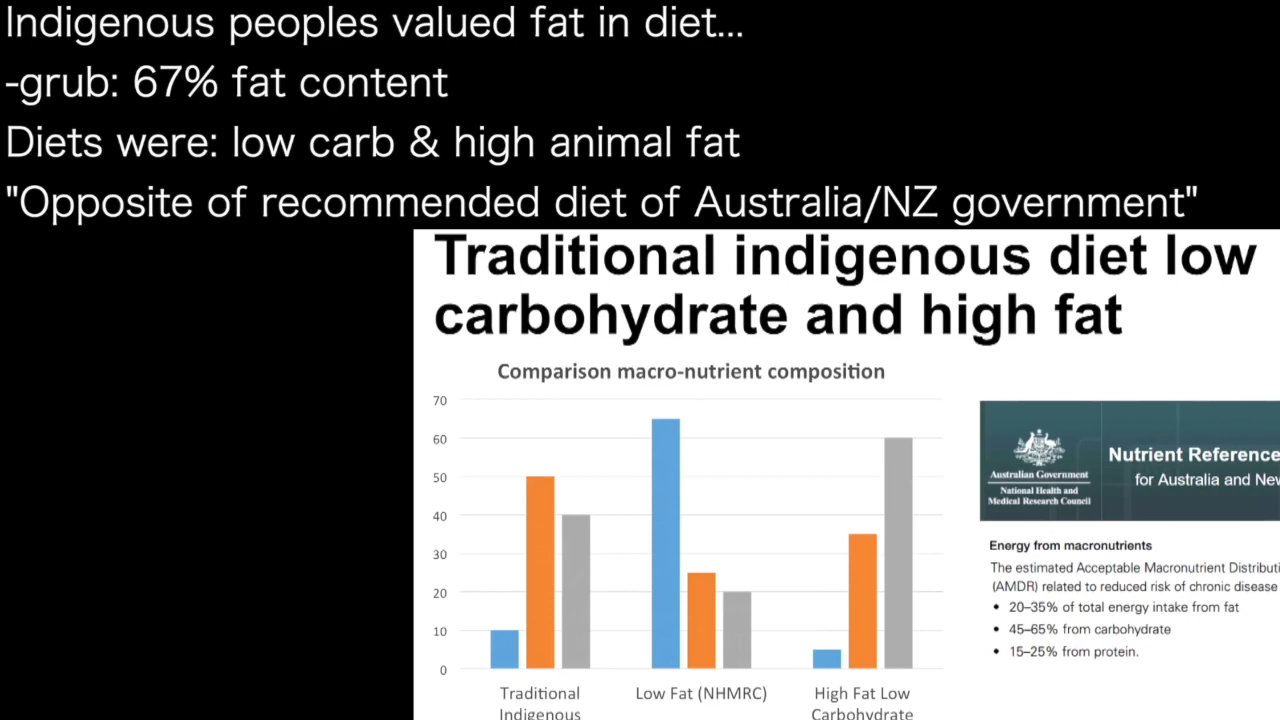 Indigenous peoples valued fat in diet...
-grub: 67% fat content
Diets were: low carb & high animal fat
"Opposite of recommended diet of Australia/NZ government"
Traditional indigenous diet low
carbohydrate and high fat
Comparison macro-nutrient composition
70
60
50
40
30
20
10
0
Traditional
Indigenous
Low Fat (NHMRC)
High Fat Low
Carbohydrate
Australian Government
National Health and
Medical Research Council
Nutrient Reference
for Australia and New
Energy from macronutrients
The estimated Acceptable Macronutrient Distributi
(AMDR) related to reduced risk of chronic disease
• 20–35% of total energy intake from fat
• 45–65% from carbohydrate
• 15–25% from protein.